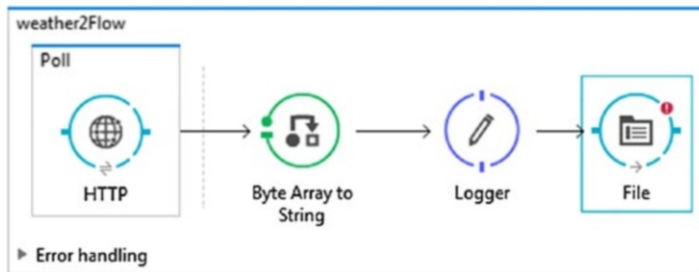 weather2Flow
Poll
HTTP
Byte Array to
String
Logger
File
Error handling